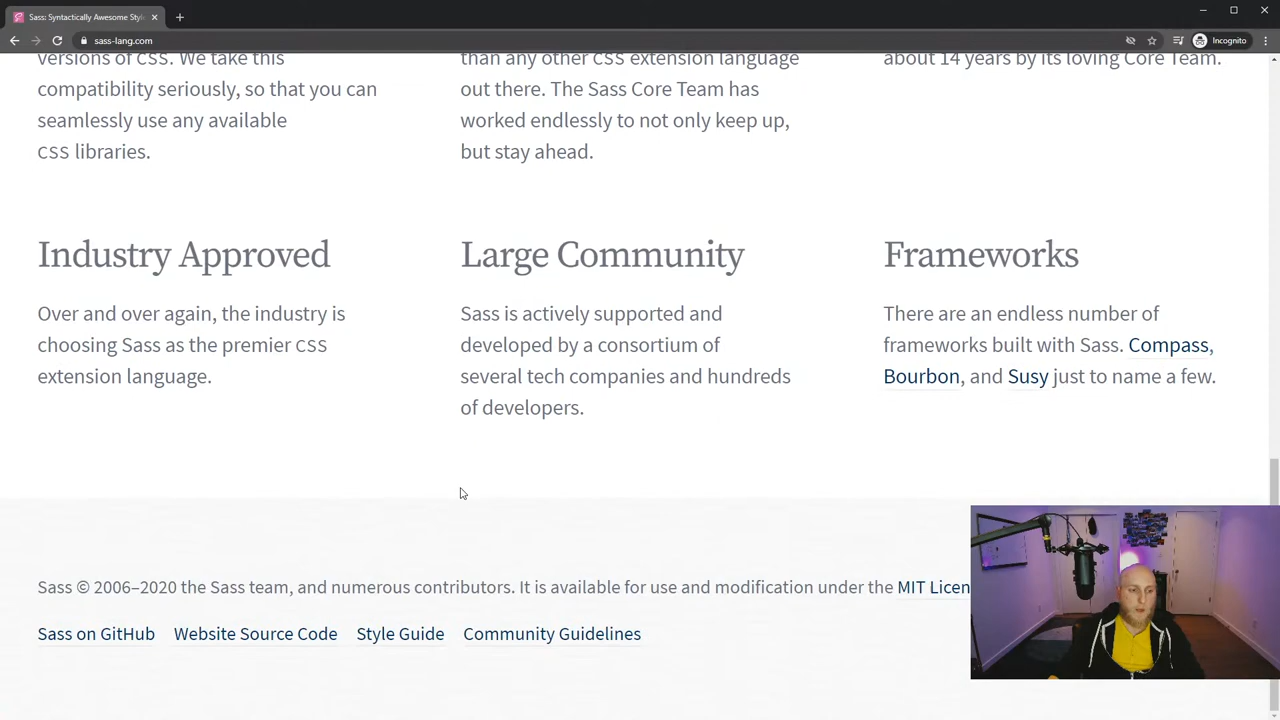 Sass: Syntactically Awesome Style
sass-lang.com
Incognito
versions of CSS. We take this
compatibility seriously, so that you can
seamlessly use any available
CSS libraries.
than any other CSS extension language
out there. The Sass Core Team has
worked endlessly to not only keep up,
but stay ahead.
about 14 years by its loving Core Team.
Industry Approved
Over and over again, the industry is
choosing Sass as the premier CSS
extension language.
Large Community
Sass is actively supported and
developed by a consortium of
several tech companies and hundreds
of developers.
Frameworks
There are an endless number of
frameworks built with Sass. Compass,
Bourbon, and Susy just to name a few.
Sass © 2006–2020 the Sass team, and numerous contributors. It is available for use and modification under the MIT Licen
Sass on GitHub Website Source Code Style Guide Community Guidelines